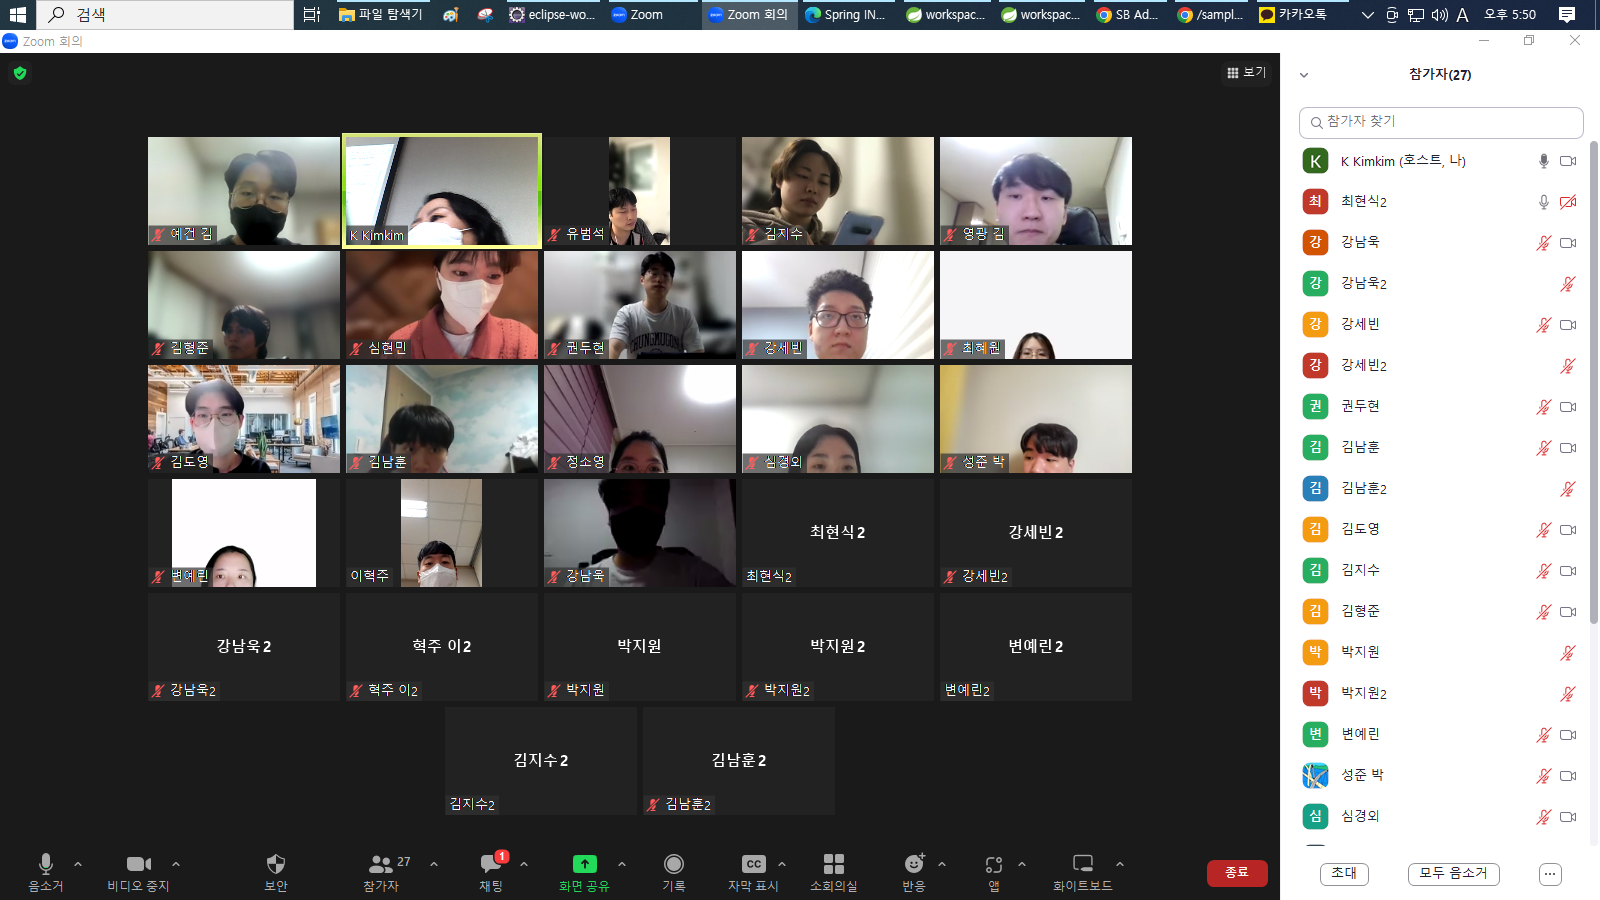 검색
파일 탐색기
eclipse-wo...
Zoom
Zoom 회의
Spring IN...
workspac...
workspac...
SB Ad...
/sampl...
카카오톡
A
오후 5:50
zoom Zoom 회의
보기
예건 김
K Kimkim
유범석
김지수
영광 김
김형준
심현민
권두현
강세빈
최혜원
김도영
김남훈
정소영
심경외
성준 박
변예린
이혁주
강남욱
최현식2
최현식2
강세빈2
강세빈2
강남욱2
강남욱2
혁주 이2
혁주 이2
박지원
박지원
박지원2
박지원2
변예린2
변예린2
김지수2
김지수2
김남훈2
김남훈2
음소거
비디오 중지
보안
27
참가자
1
채팅
화면 공유
기록
CC
자막 표시
소회의실
반응
앱
화이트보드
종료
참가자(27)
참가자 찾기
K K Kimkim (호스트, 나)
최 최현식2
강 강남욱
강 강남욱2
강 강세빈
강 강세빈2
권 권두현
김 김남훈
김 김남훈2
김 김도영
김 김지수
김 김형준
박 박지원
박 박지원2
변 변예린
성준 박
심 심경외
초대
모두 음소거
...